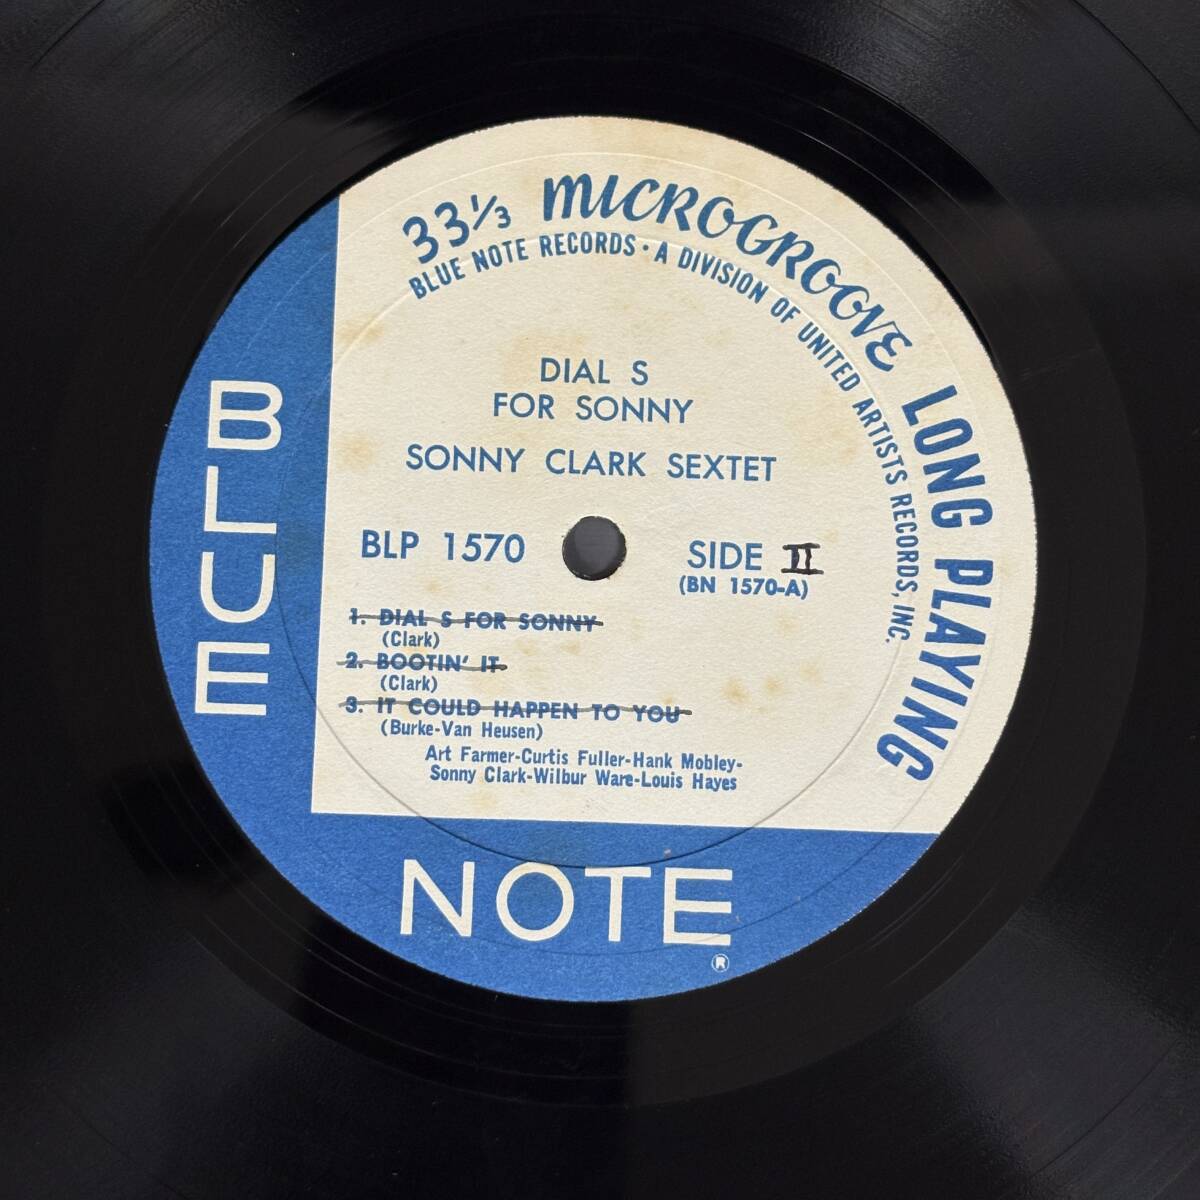 33⅓ MICROGROOVE LONG PLAYING
BLUE NOTE RECORDS · A DIVISION OF UNITED ARTISTS RECORDS, INC.
DIAL S
FOR SONNY
SONNY CLARK SEXTET
BLP 1570
SIDE II
(BN 1570-A)
1. DIAL S FOR SONNY
(Clark)
2. BOOTIN' IT
(Clark)
3. IT COULD HAPPEN TO YOU
(Burke-Van Heusen)
Art Farmer-Curtis Fuller-Hank Mobley-
Sonny Clark-Wilbur Ware-Louis Hayes
BLUE
NOTE
®